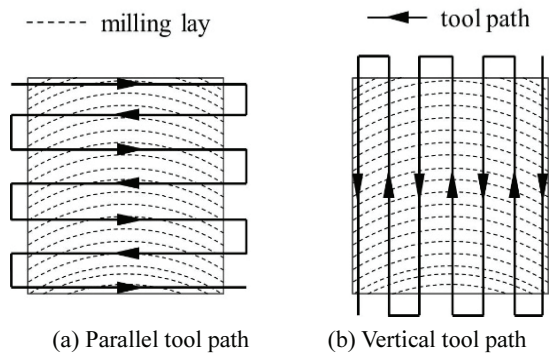 milling lay
tool path
(a) Parallel tool path
(b) Vertical tool path